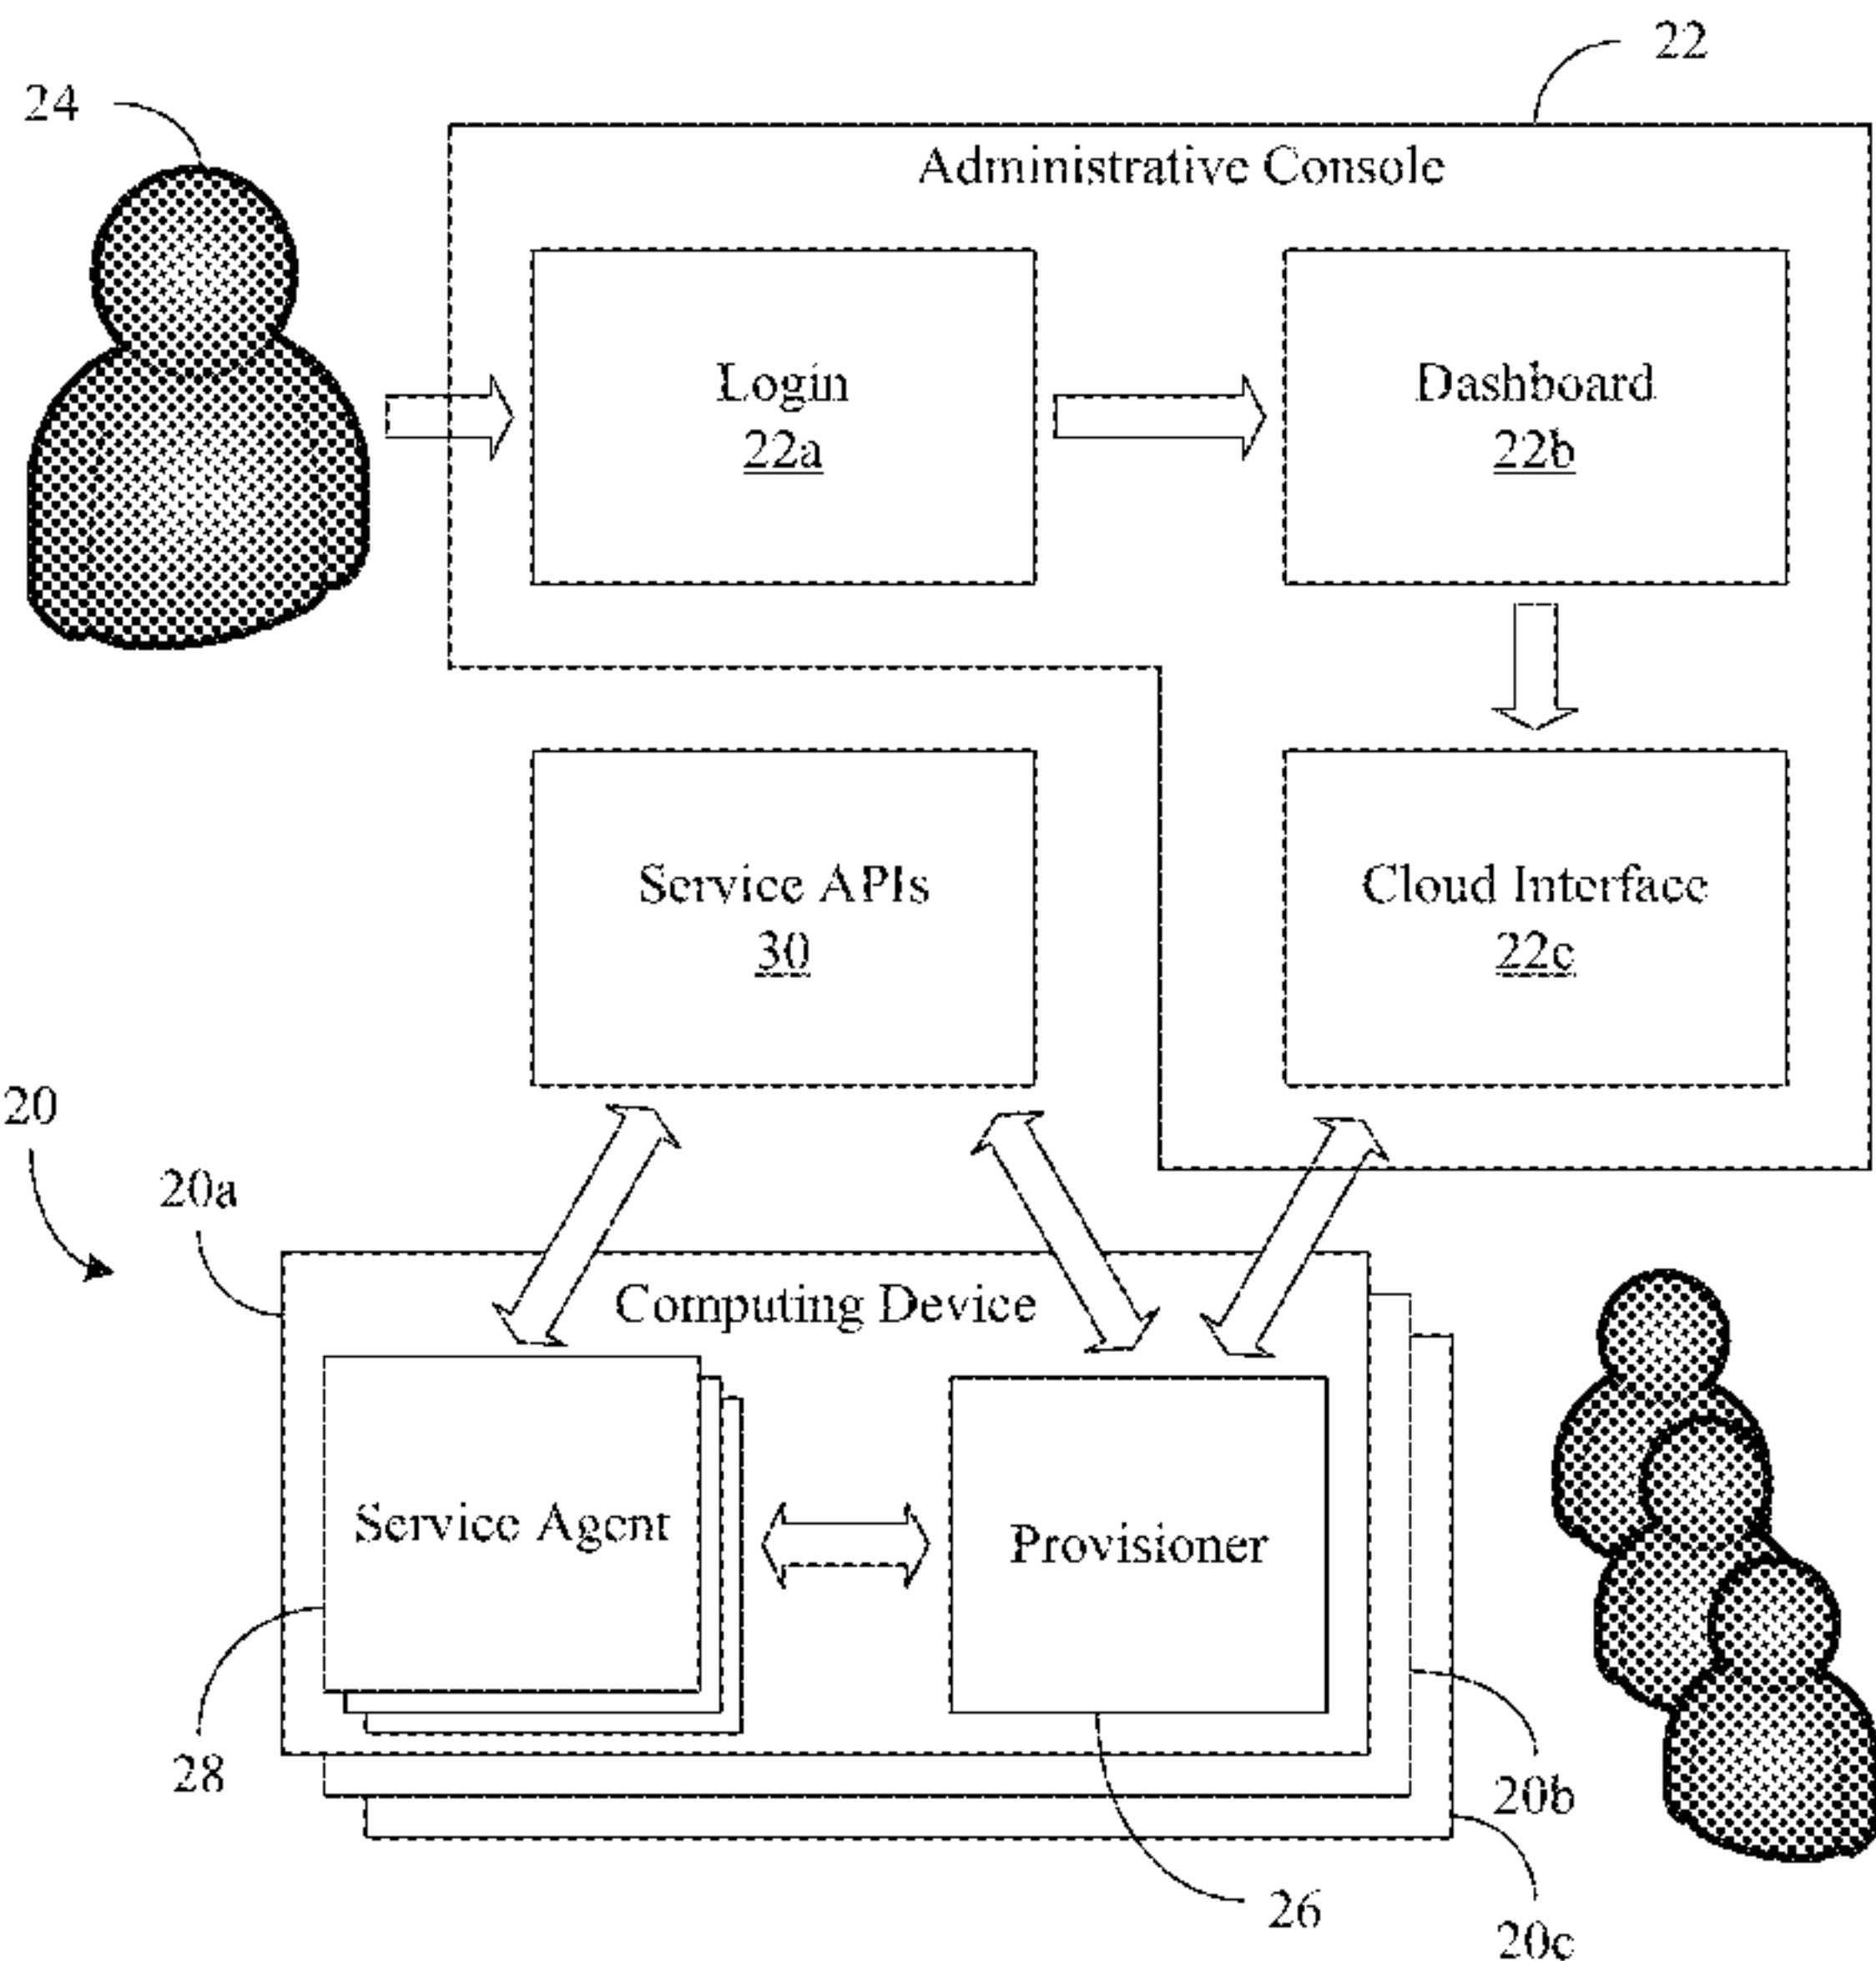 22
24
Administrative Console
Login
22a
Dashboard
22b
Service APIs
30
Cloud Interface
22c
20
20a
Computing Device
Service Agent
Provisioner
28
20b
26
20c